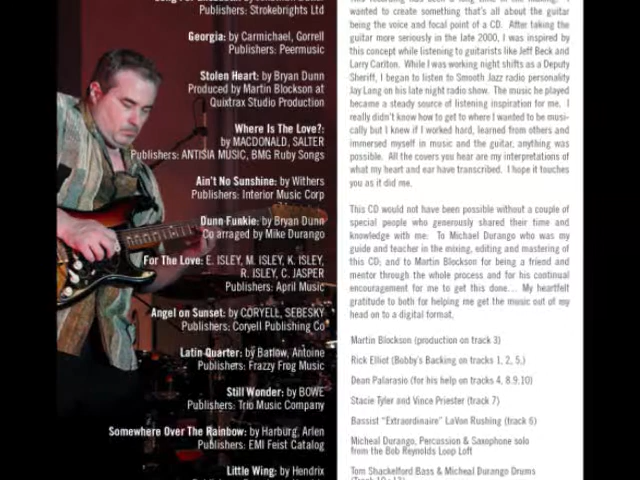 Publishers: Strokebrights Ltd
Georgia: by Carmichael, Gorrell
Publishers: Peermusic
Stolen Heart: by Bryan Dunn
Produced by Martin Blockson at
Quixtrax Studio Production
Where Is The Love?:
by MACDONALD, SALTER
Publishers: ANTISIA MUSIC, BMG Ruby Songs
Ain't No Sunshine: by Withers
Publishers: Interior Music Corp
Dunn Funkie: by Bryan Dunn
Co arraged by Mike Durango
For The Love: E. ISLEY, M. ISLEY, K. ISLEY,
R. ISLEY, C. JASPER
Publishers: April Music
Angel on Sunset: by CORYELL, SEBESKY
Publishers: Coryell Publishing Co
Latin Quarter: by Barlow, Antoine
Publishers: Frazzy Frog Music
Still Wonder: by BOWE
Publishers: Trio Music Company
Somewhere Over The Rainbow: by Harburg, Arlen
Publishers: EMI Feist Catalog
Little Wing: by Hendrix
wanted to create something that's all about the guitar
being the voice and focal point of a CD. After taking the
guitar more seriously in the late 2000, I was inspired by
this concept while listening to guitarists like Jeff Beck and
Larry Carlton. While I was working night shifts as a Deputy
Sheriff, I began to listen to Smooth Jazz radio personality
Jay Lang on his late night radio show. The music he played
became a steady source of listening inspiration for me. I
really didn't know how to get to where I wanted to be musi-
cally but I knew if I worked hard, learned from others and
immersed myself in music and the guitar, anything was
possible. All the covers you hear are my interpretations of
what my heart and ear have transcribed. I hope it touches
you as it did me.
This CD would not have been possible without a couple of
special people who generously shared their time and
knowledge with me: To Michael Durango who was my
guide and teacher in the mixing, editing and mastering of
this CD; and to Martin Blockson for being a friend and
mentor through the whole process and for his continual
encouragement for me to get this done... My heartfelt
gratitude to both for helping me get the music out of my
head on to a digital format.
Martin Blockson (production on track 3)
Rick Elliot (Bobby's Backing on tracks 1, 2, 5,)
Dean Palarasio (for his help on tracks 4, 8.9,10)
Stacie Tyler and Vince Priester (track 7)
Bassist "Extraordinaire" LaVon Rushing (track 6)
Micheal Durango, Percussion & Saxophone solo
from the Bob Reynolds Loop Loft
Tom Shackelford Bass & Micheal Durango Drums